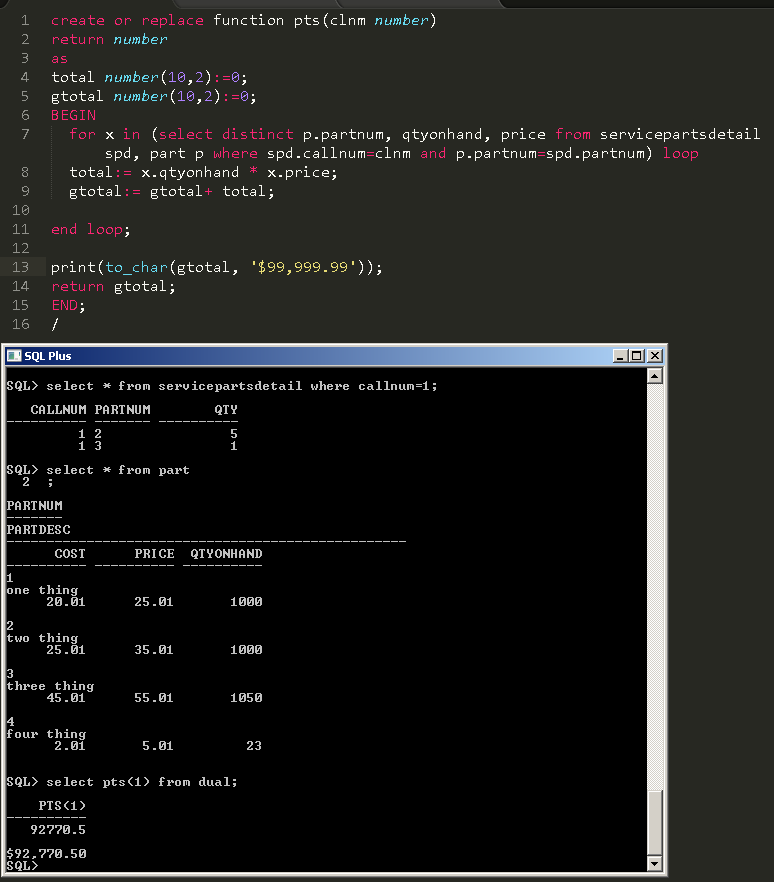 1 create or replace function pts(clnm number)
2 return number
3 as
4 total number(10,2):=0;
5 gtotal number(10,2):=0;
6 BEGIN
7 for x in (select distinct p.partnum, qtyonhand, price from servicepartsdetail
spd, part p where spd.callnum=clnm and p.partnum=spd.partnum) loop
8 total:= x.qtyonhand * x.price;
9 gtotal:= gtotal+ total;
10
11 end loop;
12
13 print(to_char(gtotal, '$99,999.99'));
14 return gtotal;
15 END;
16 /
SQL Plus
SQL> select * from servicepartsdetail where callnum=1;
CALLNUM PARTNUM QTY
---------- ------- ----------
1 2 5
1 3 1
SQL> select * from part
2 ;
PARTNUM
-------
PARTDESC
--------------------------------------------------
COST PRICE QTYONHAND
---------- ---------- ----------
1
one thing
20.01 25.01 1000
2
two thing
25.01 35.01 1000
3
three thing
45.01 55.01 1050
4
four thing
2.01 5.01 23
SQL> select pts(1) from dual;
PTS(1)
----------
92770.5
$92,770.50
SQL>